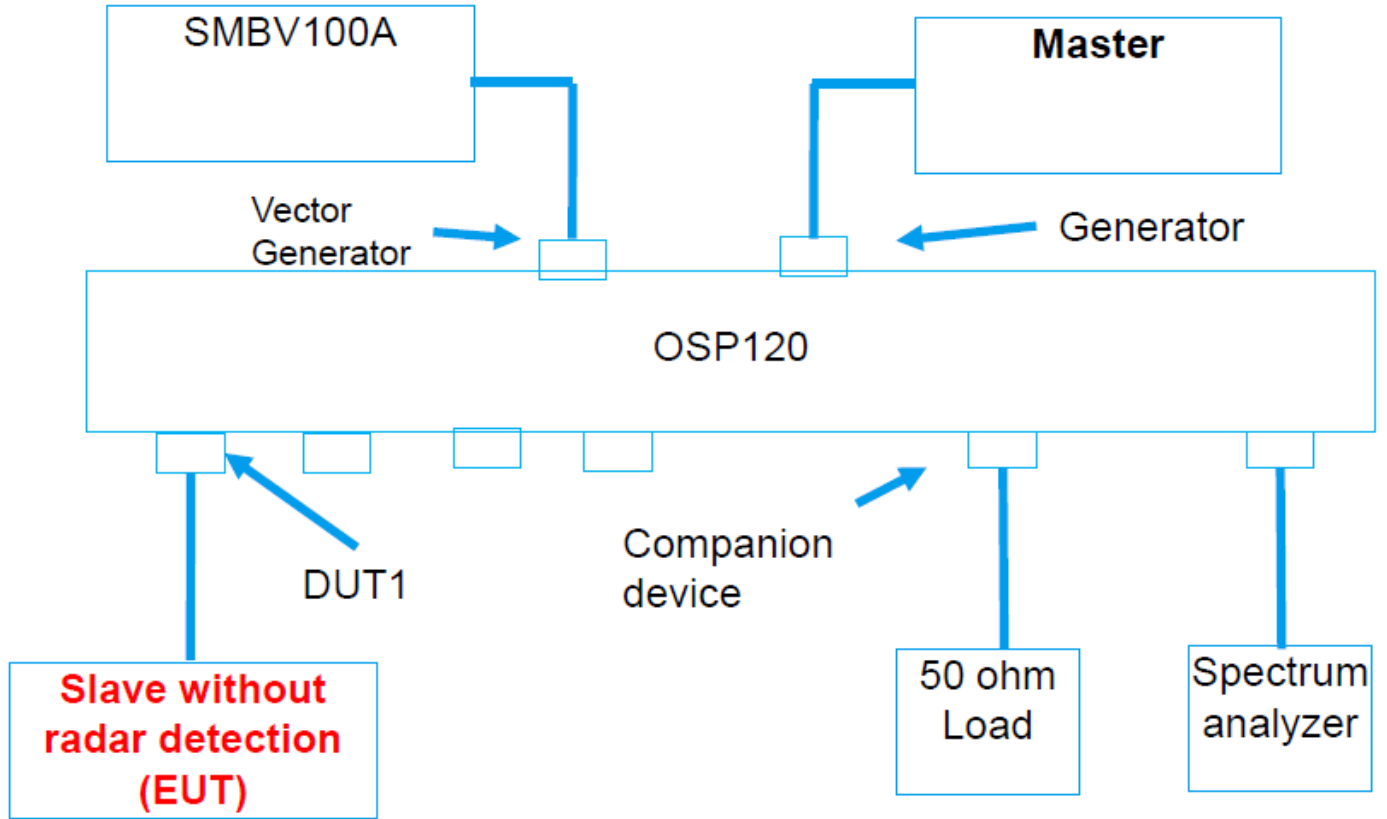 SMBV100A
Master
Vector
Generator
Generator
OSP120
DUT1
Companion
device
Slave without
radar detection
(EUT)
50 ohm
Load
Spectrum
analyzer